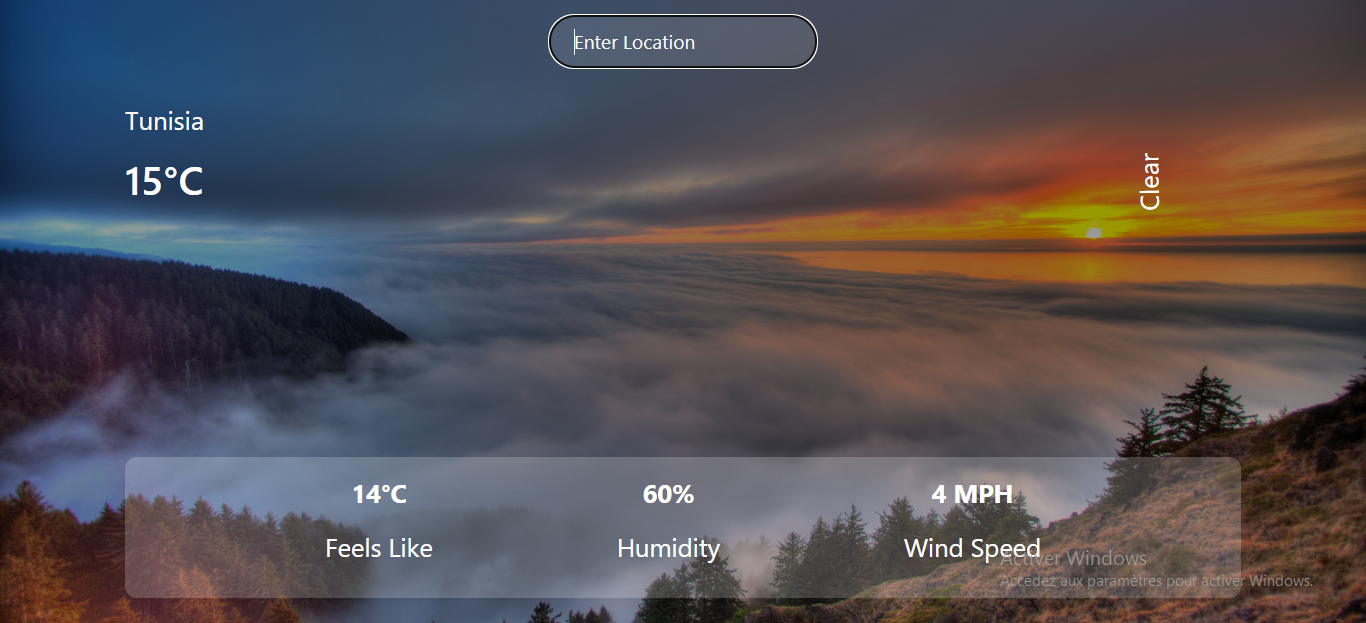 Enter Location
Tunisia
15°C
Clear
14°C
60%
4 MPH
Feels Like
Humidity
Wind Speed
Activer Windows
Accédez aux paramètres pour activer Windows.